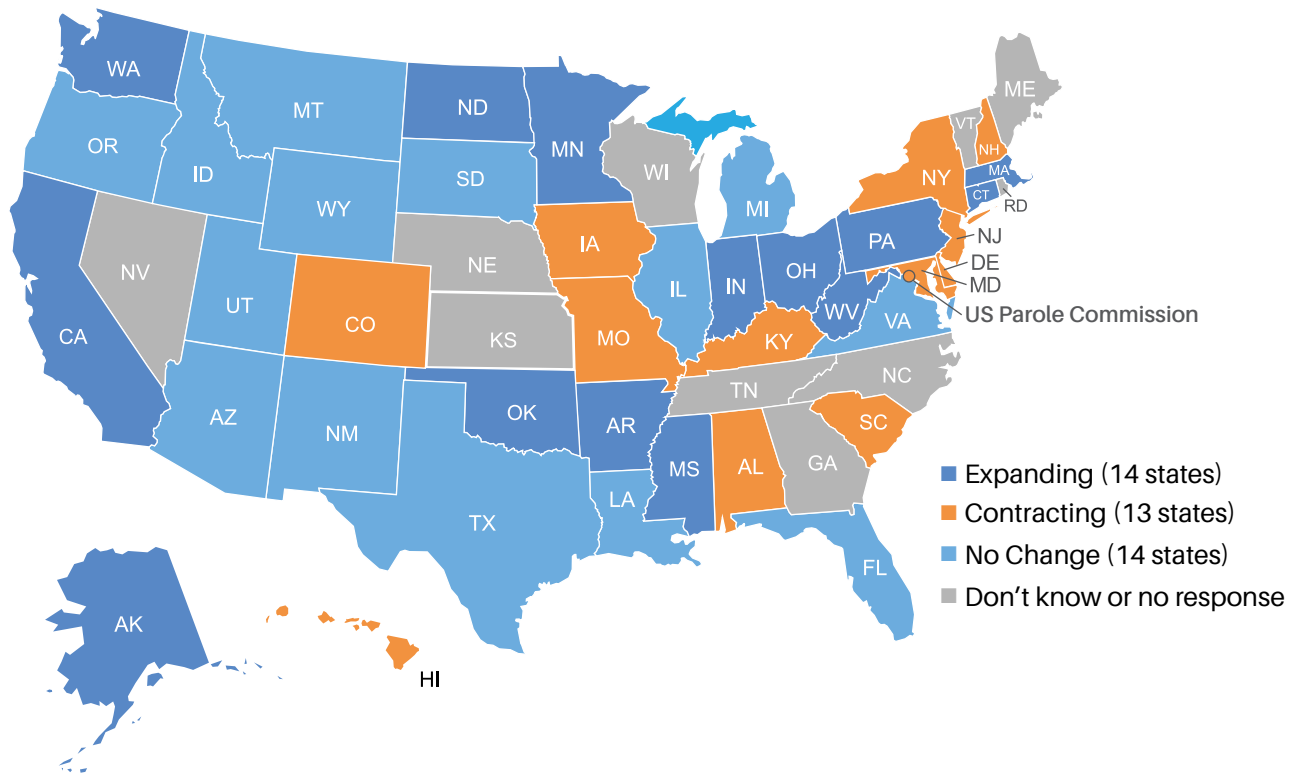 WA
MT
ND
MN
ME
VT
NH
OR
ID
SD
WI
NY
MA
CT
RD
WY
MI
NJ
IA
PA
NE
DE
NV
OH
IN
IL
MD
UT
US Parole Commission
CO
WV
VA
CA
KS
MO
KY
NC
TN
OK
AZ
AR
SC
NM
MS
AL
GA
LA
TX
FL
Expanding (14 states)
Contracting (13 states)
No Change (14 states)
Don’t know or no response
AK
HI